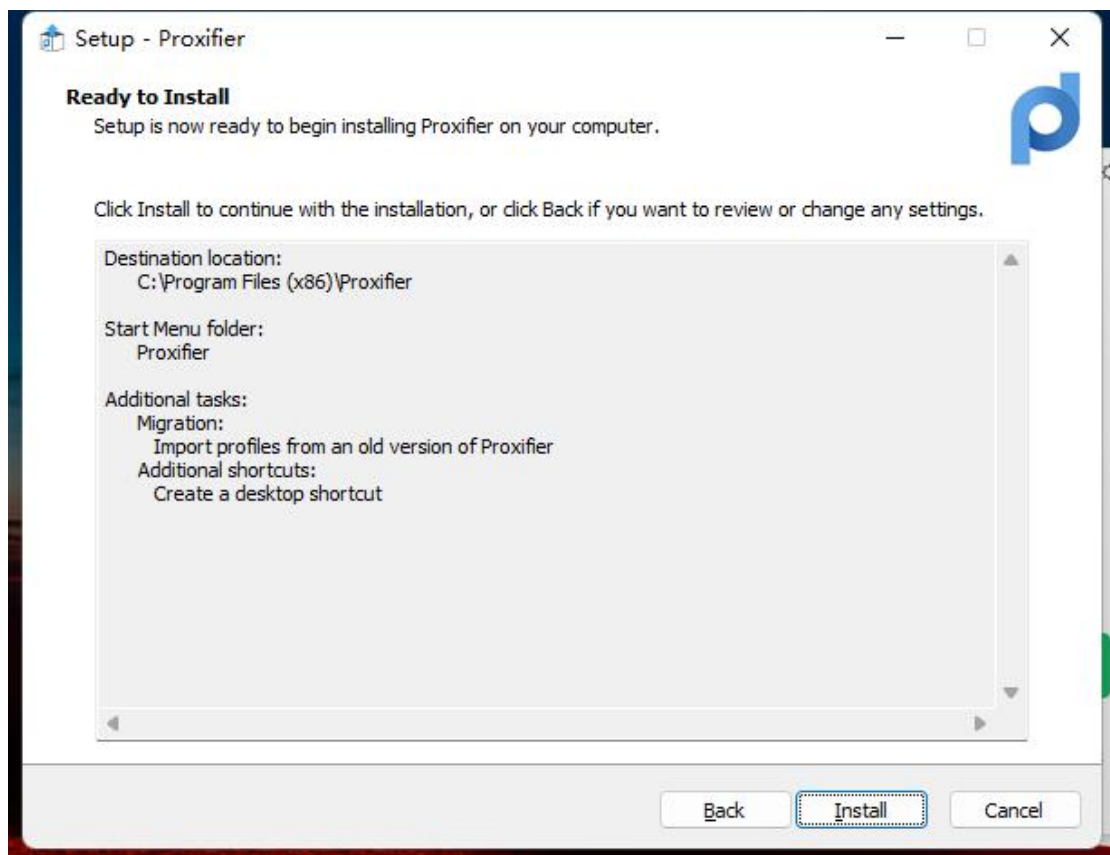 Setup - Proxifier
Ready to Install
Setup is now ready to begin installing Proxifier on your computer.
Click Install to continue with the installation, or click Back if you want to review or change any settings.
Destination location:
C:\Program Files (x86)\Proxifier
Start Menu folder:
Proxifier
Additional tasks:
Migration:
Import profiles from an old version of Proxifier
Additional shortcuts:
Create a desktop shortcut
Back Install Cancel